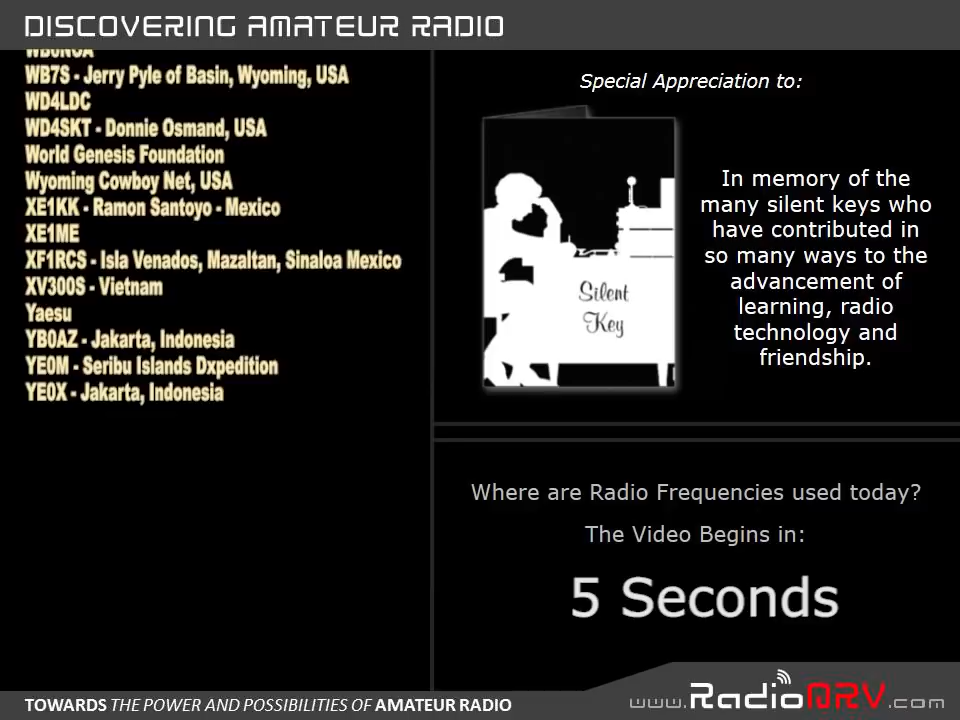 DISCOVERING AMATEUR RADIO
WB7S - Jerry Pyle of Basin, Wyoming, USA
WD4LDC
WD4SKT - Donnie Osmand, USA
World Genesis Foundation
Wyoming Cowboy Net, USA
XE1KK - Ramon Santoyo - Mexico
XE1ME
XF1RCS - Isla Venados, Mazaltan, Sinaloa Mexico
XV300S - Vietnam
Yaesu
YB0AZ - Jakarta, Indonesia
YE0M - Seribu Islands Dxpedition
YE0X - Jakarta, Indonesia
Special Appreciation to:
Silent
Key
In memory of the
many silent keys who
have contributed in
so many ways to the
advancement of
learning, radio
technology and
friendship.
Where are Radio Frequencies used today?
The Video Begins in:
5 Seconds
TOWARDS THE POWER AND POSSIBILITIES OF AMATEUR RADIO
www.RadioQRV.com